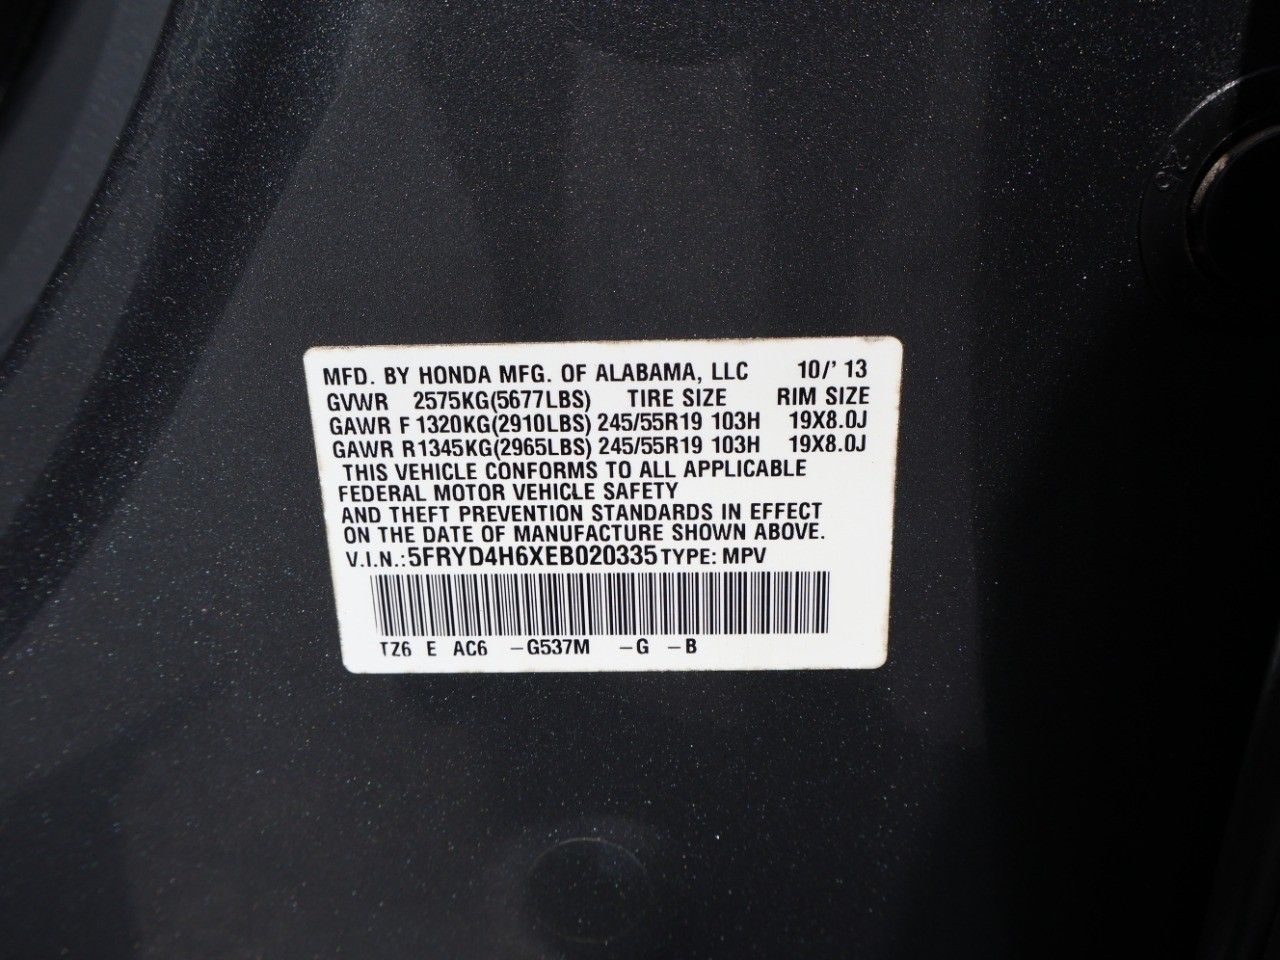 MFD. BY HONDA MFG. OF ALABAMA, LLC 10/'13
GVWR 2575KG(5677LBS) TIRE SIZE RIM SIZE
GAWR F 1320KG(2910LBS) 245/55R19 103H 19X8.0J
GAWR R 1345KG(2965LBS) 245/55R19 103H 19X8.0J
THIS VEHICLE CONFORMS TO ALL APPLICABLE
FEDERAL MOTOR VEHICLE SAFETY
AND THEFT PREVENTION STANDARDS IN EFFECT
ON THE DATE OF MANUFACTURE SHOWN ABOVE.
V.I.N.: 5FRYD4H6XEB020335 TYPE: MPV
TZ6 E AC6 -G537M -G -B
26